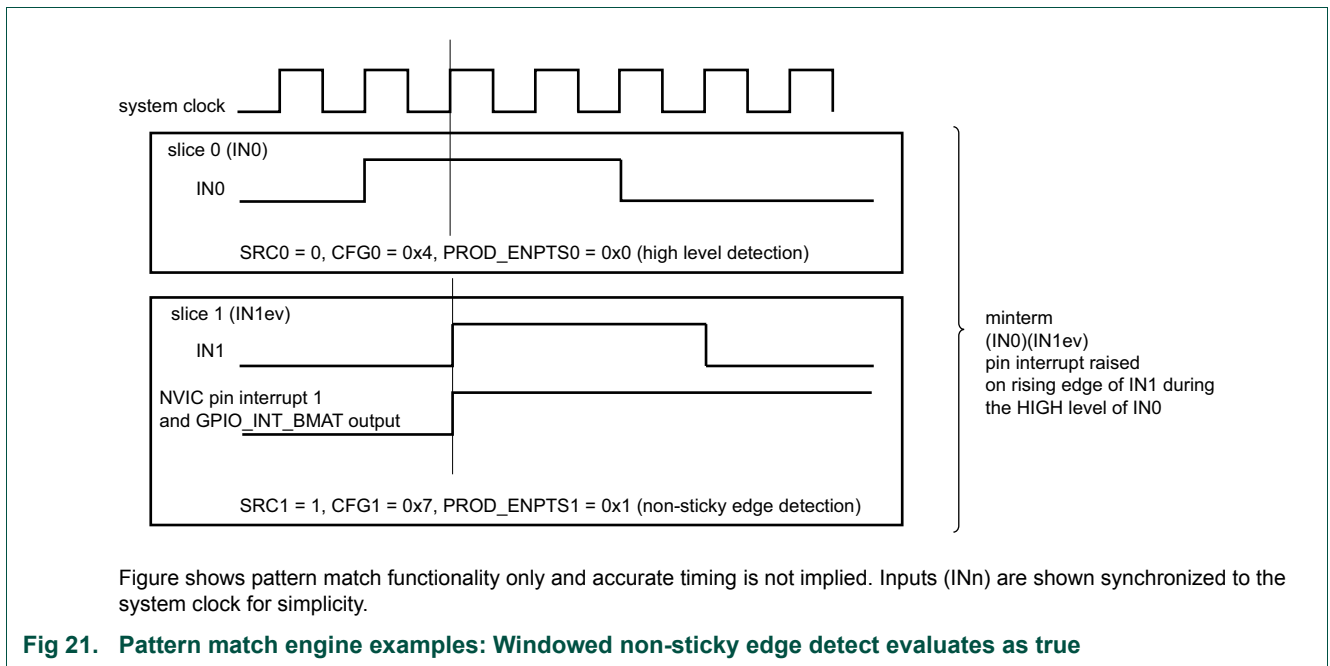 system clock
slice 0 (IN0)
IN0
SRC0 = 0, CFG0 = 0x4, PROD_ENPTS0 = 0x0 (high level detection)
slice 1 (IN1ev)
IN1
NVIC pin interrupt 1
and GPIO_INT_BMAT output
SRC1 = 1, CFG1 = 0x7, PROD_ENPTS1 = 0x1 (non-sticky edge detection)
minterm
(IN0)(IN1ev)
pin interrupt raised
on rising edge of IN1 during
the HIGH level of IN0
Figure shows pattern match functionality only and accurate timing is not implied. Inputs (INn) are shown synchronized to the
system clock for simplicity.
Fig 21. Pattern match engine examples: Windowed non-sticky edge detect evaluates as true